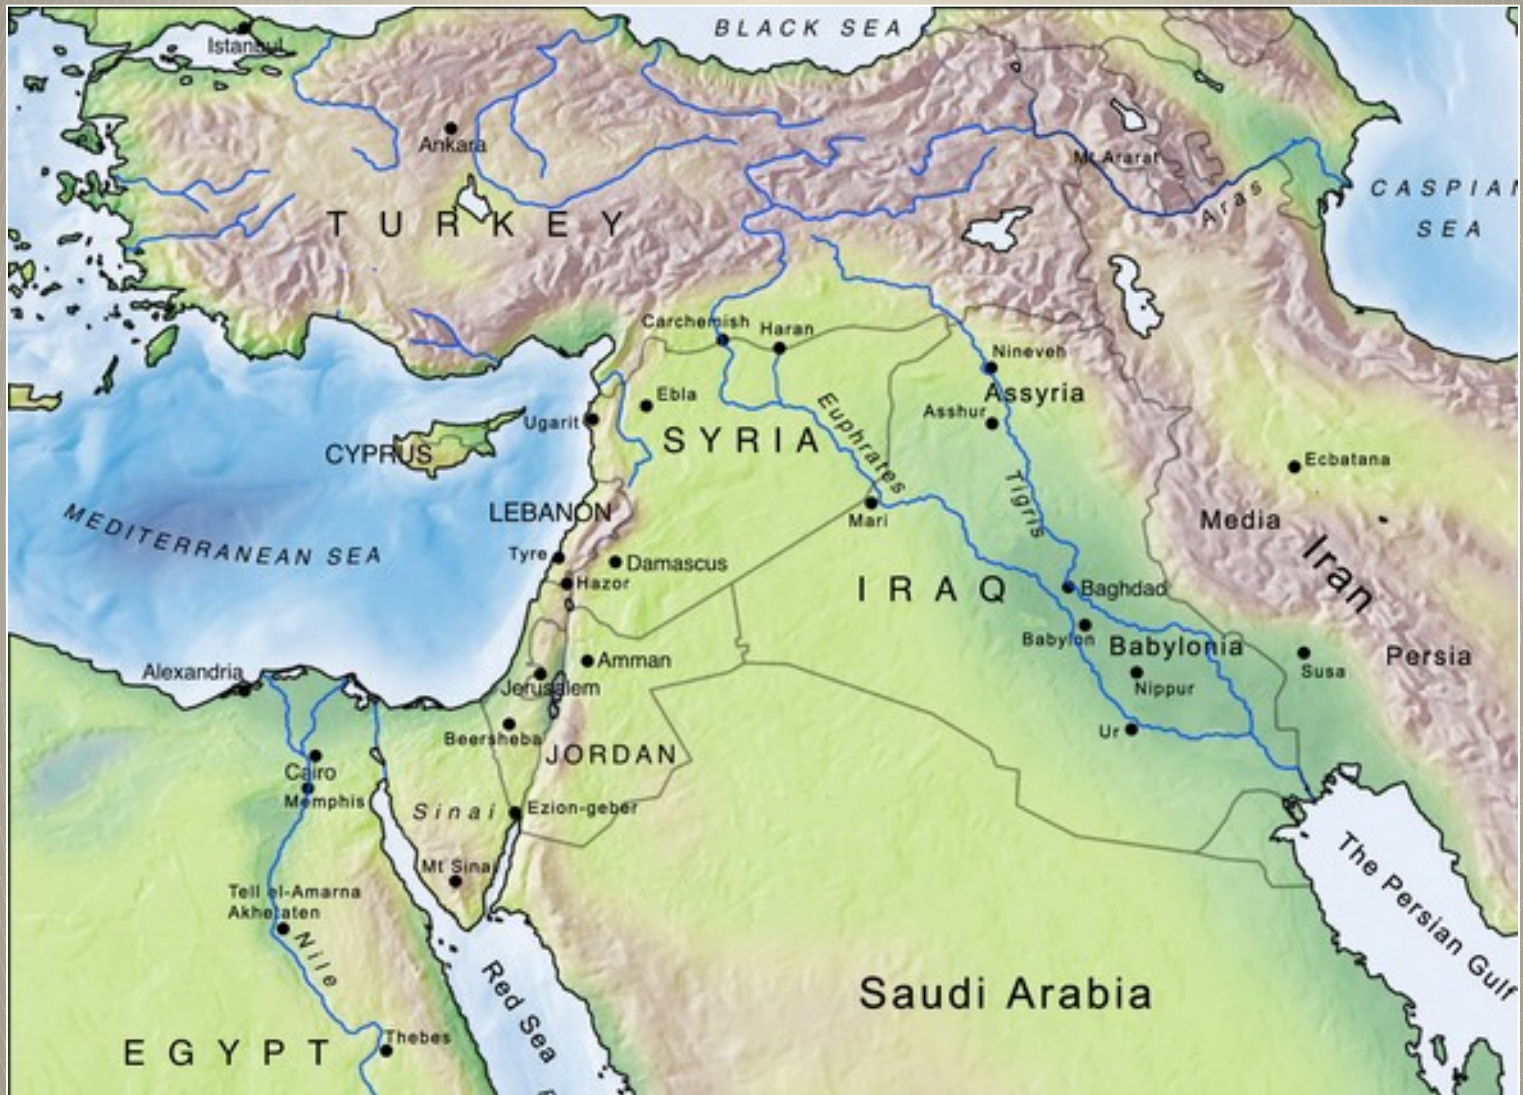 BLACK SEA
Istanbul
Ankara
Mt Ararat
Aras
CASPIAN
SEA
TURKEY
Carchemish
Haran
Nineveh
Assyria
Ebla
Asshur
Ugarit
SYRIA
Euphrates
CYPRUS
Ecbatana
Tigris
MEDITERRANEAN SEA
LEBANON
Mari
Media
Iran
Tyre
Damascus
Hazor
IRAQ
Baghdad
Babylon
Babylonia
Persia
Alexandria
Amman
Susa
Jerusalem
Nippur
Beersheba
JORDAN
Ur
Cairo
Memphis
Sinai
Ezion-geber
The Persian Gulf
Mt Sinai
Tell el-Amarna
Akhetaten
Nile
Red Sea
Saudi Arabia
EGYPT
Thebes